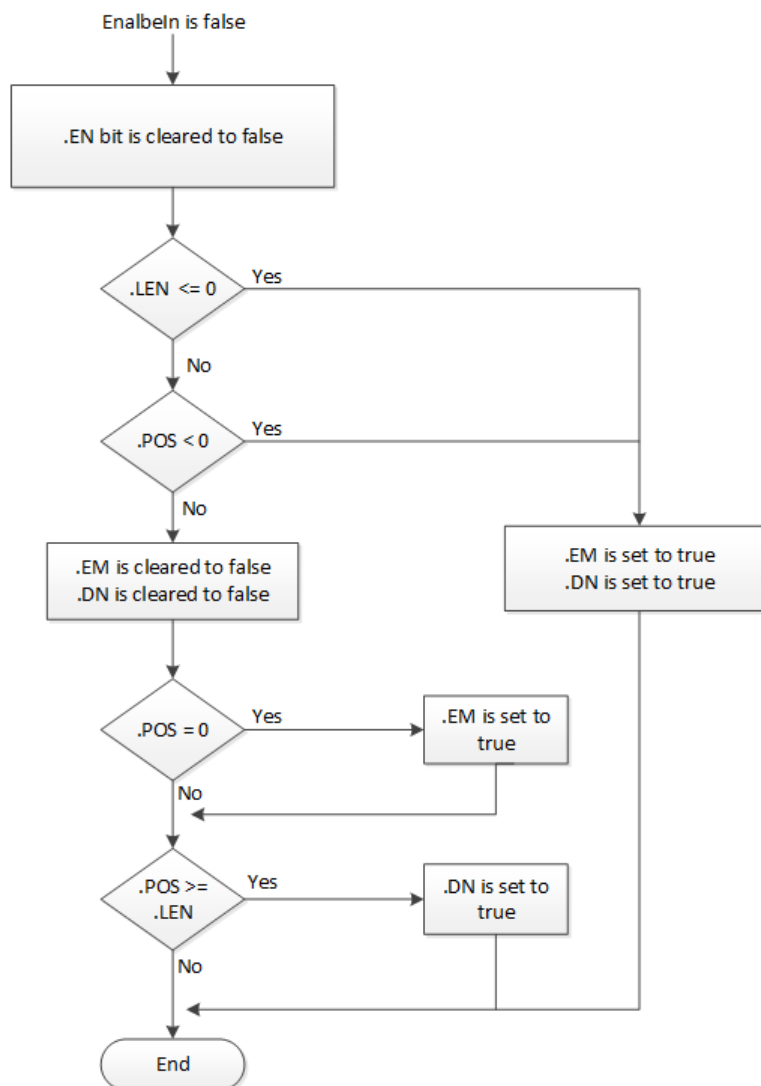 EnalbeIn is false
.EN bit is cleared to false
.LEN <= 0
Yes
No
.POS < 0
Yes
No
.EM is cleared to false
.DN is cleared to false
.EM is set to true
.DN is set to true
.POS = 0
Yes
.EM is set to
true
No
.POS >=
.LEN
Yes
.DN is set to
true
No
End